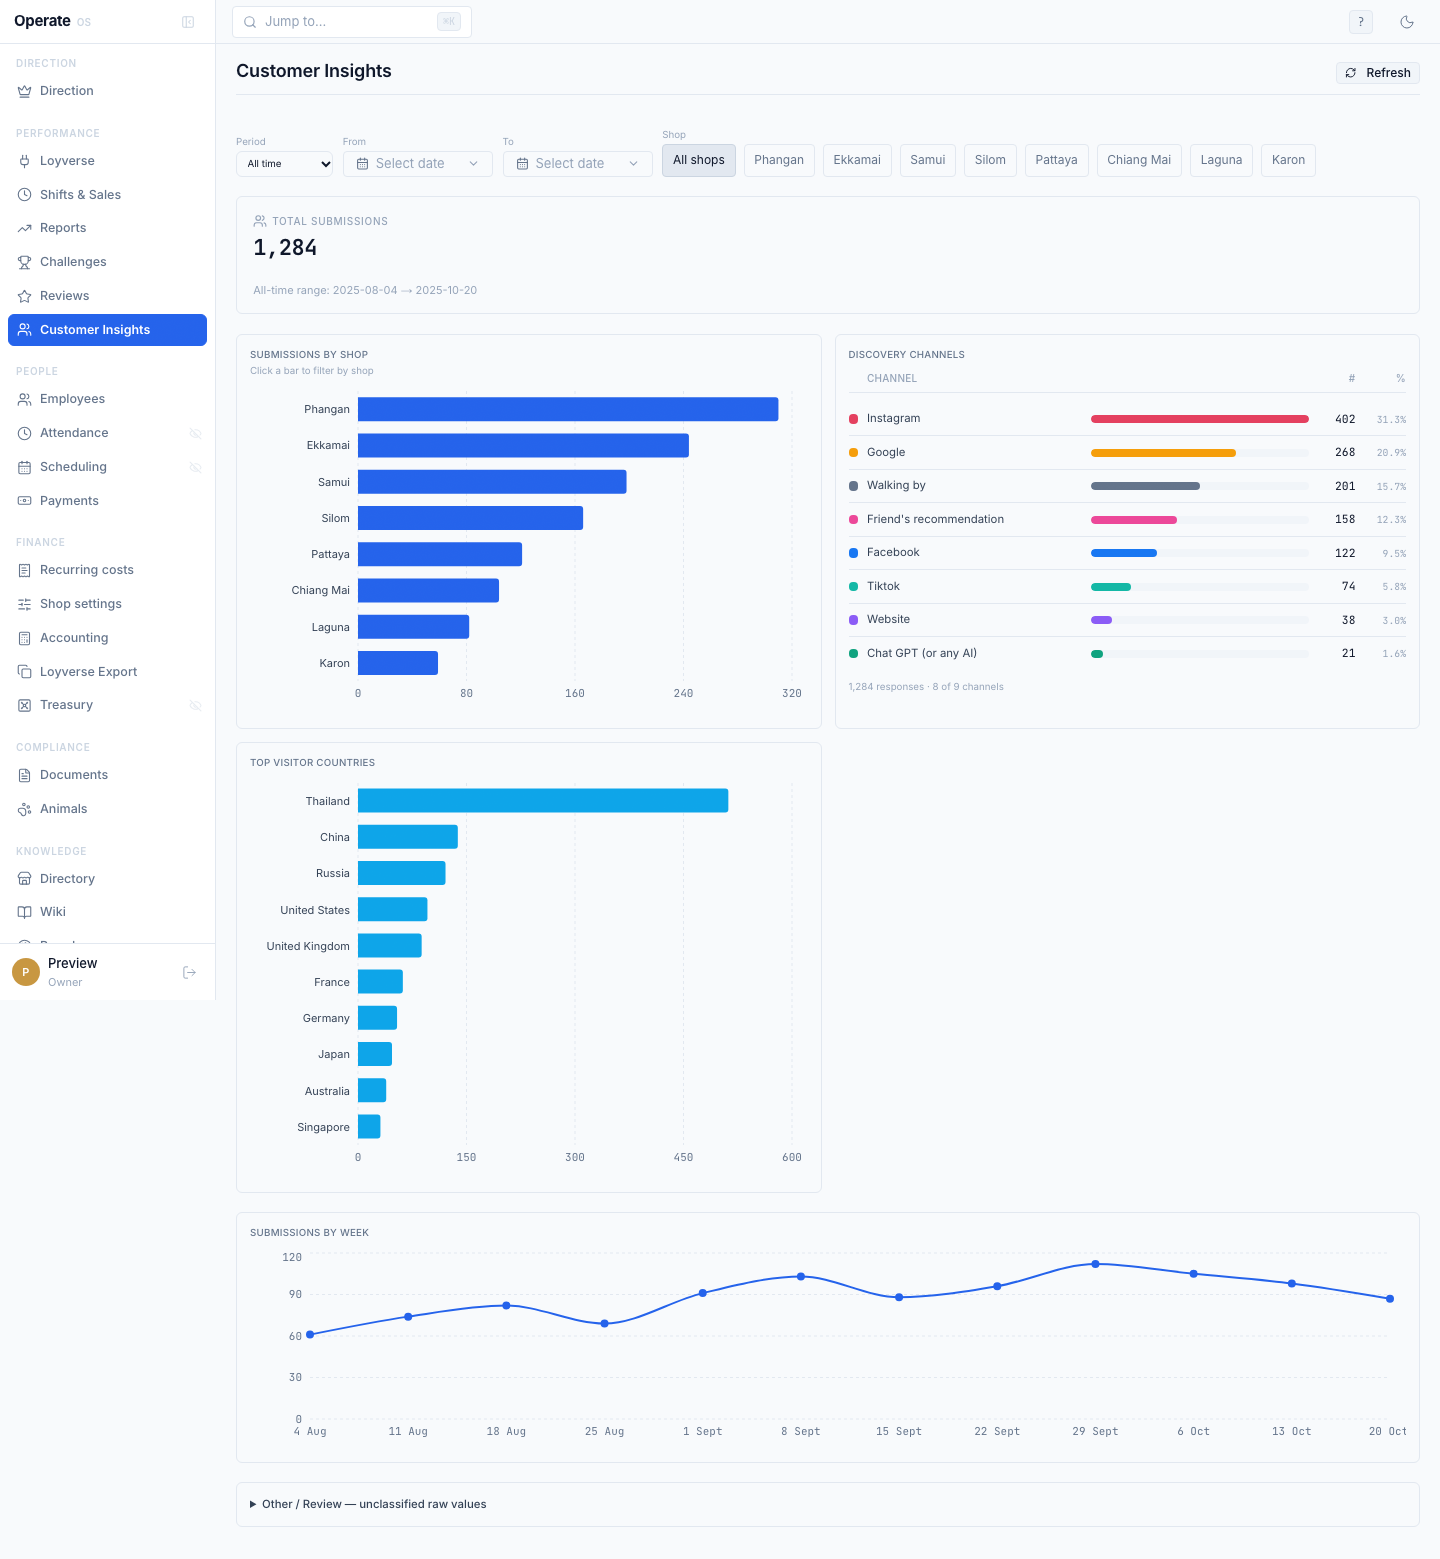 Operate OS
Jump to...
⌘K
?
DIRECTION
Direction
PERFORMANCE
Loyverse
Shifts & Sales
Reports
Challenges
Reviews
Customer Insights
PEOPLE
Employees
Attendance
Scheduling
Payments
FINANCE
Recurring costs
Shop settings
Accounting
Loyverse Export
Treasury
COMPLIANCE
Documents
Animals
KNOWLEDGE
Directory
Wiki
P
Preview
Owner
Customer Insights
Refresh
Period
From
To
Shop
All time
Select date
Select date
All shops
Phangan
Ekkamai
Samui
Silom
Pattaya
Chiang Mai
Laguna
Karon
TOTAL SUBMISSIONS
1,284
All-time range: 2025-08-04 → 2025-10-20
SUBMISSIONS BY SHOP
Click a bar to filter by shop
Phangan
Ekkamai
Samui
Silom
Pattaya
Chiang Mai
Laguna
Karon
0 80 160 240 320
DISCOVERY CHANNELS
CHANNEL # %
Instagram 402 31.3%
Google 268 20.9%
Walking by 201 15.7%
Friend's recommendation 158 12.3%
Facebook 122 9.5%
Tiktok 74 5.8%
Website 38 3.0%
Chat GPT (or any AI) 21 1.6%
1,284 responses · 8 of 9 channels
TOP VISITOR COUNTRIES
Thailand
China
Russia
United States
United Kingdom
France
Germany
Japan
Australia
Singapore
0 150 300 450 600
SUBMISSIONS BY WEEK
120
90
60
30
0
4 Aug 11 Aug 18 Aug 25 Aug 1 Sept 8 Sept 15 Sept 22 Sept 29 Sept 6 Oct 13 Oct 20 Oct
Other / Review — unclassified raw values